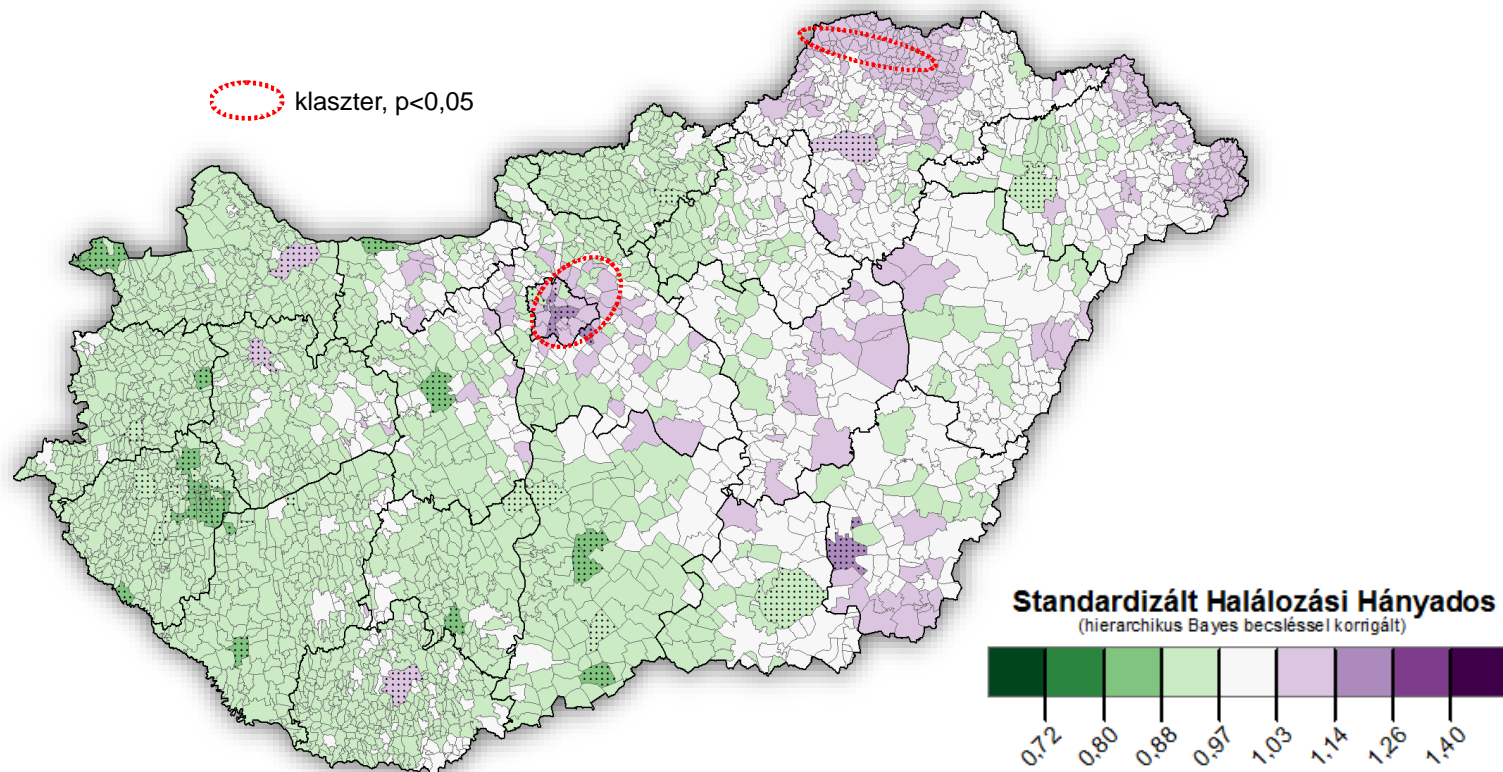 klaszter, p<0,05
Standardizált Halálozási Hányados
(hierarchikus Bayes becsléssel korrigált)
0,72
0,80
0,88
0,97
1,03
1,14
1,26
1,40